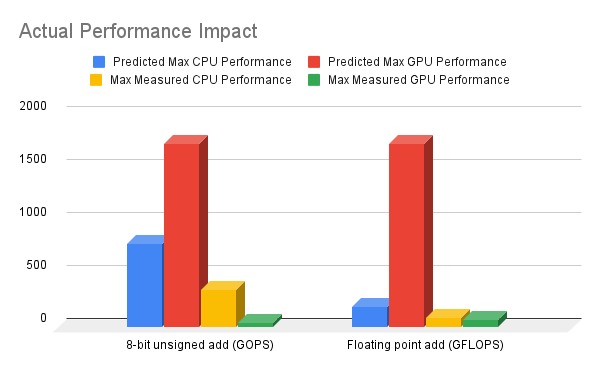 Actual Performance Impact
Predicted Max CPU Performance
Predicted Max GPU Performance
Max Measured CPU Performance
Max Measured GPU Performance
2000
1500
1000
500
0
8-bit unsigned add (GOPS)
Floating point add (GFLOPS)